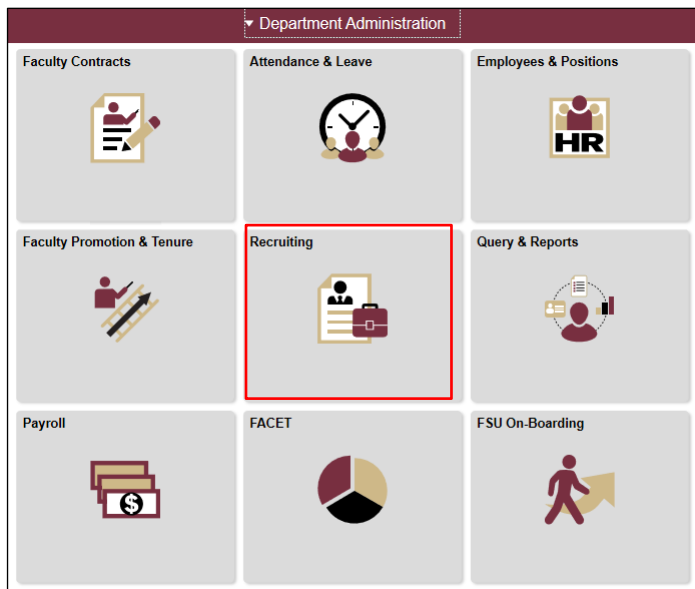 Department Administration
Faculty Contracts
Attendance & Leave
Employees & Positions
HR
Faculty Promotion & Tenure
Recruiting
Query & Reports
Payroll
FACET
FSU On-Boarding
$